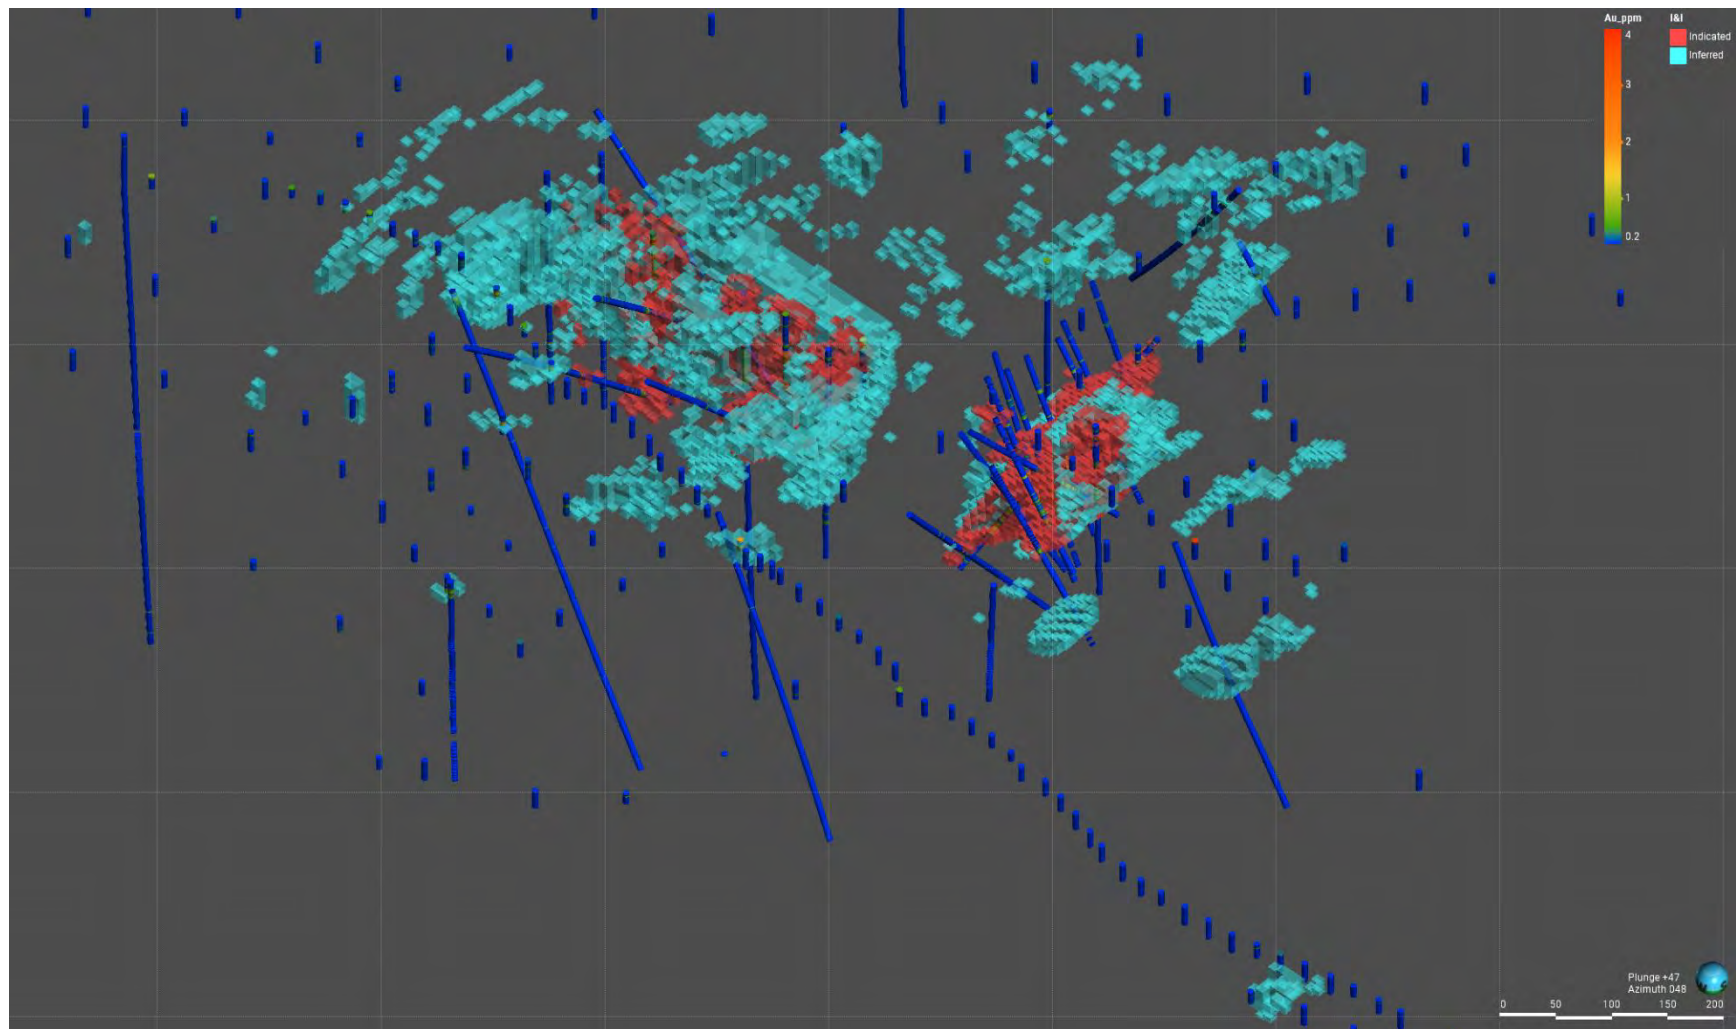 Au_ppm
4
3
2
1
0.2
I&I
Indicated
Inferred
Plunge +47
Azimuth 048
0 50 100 150 200